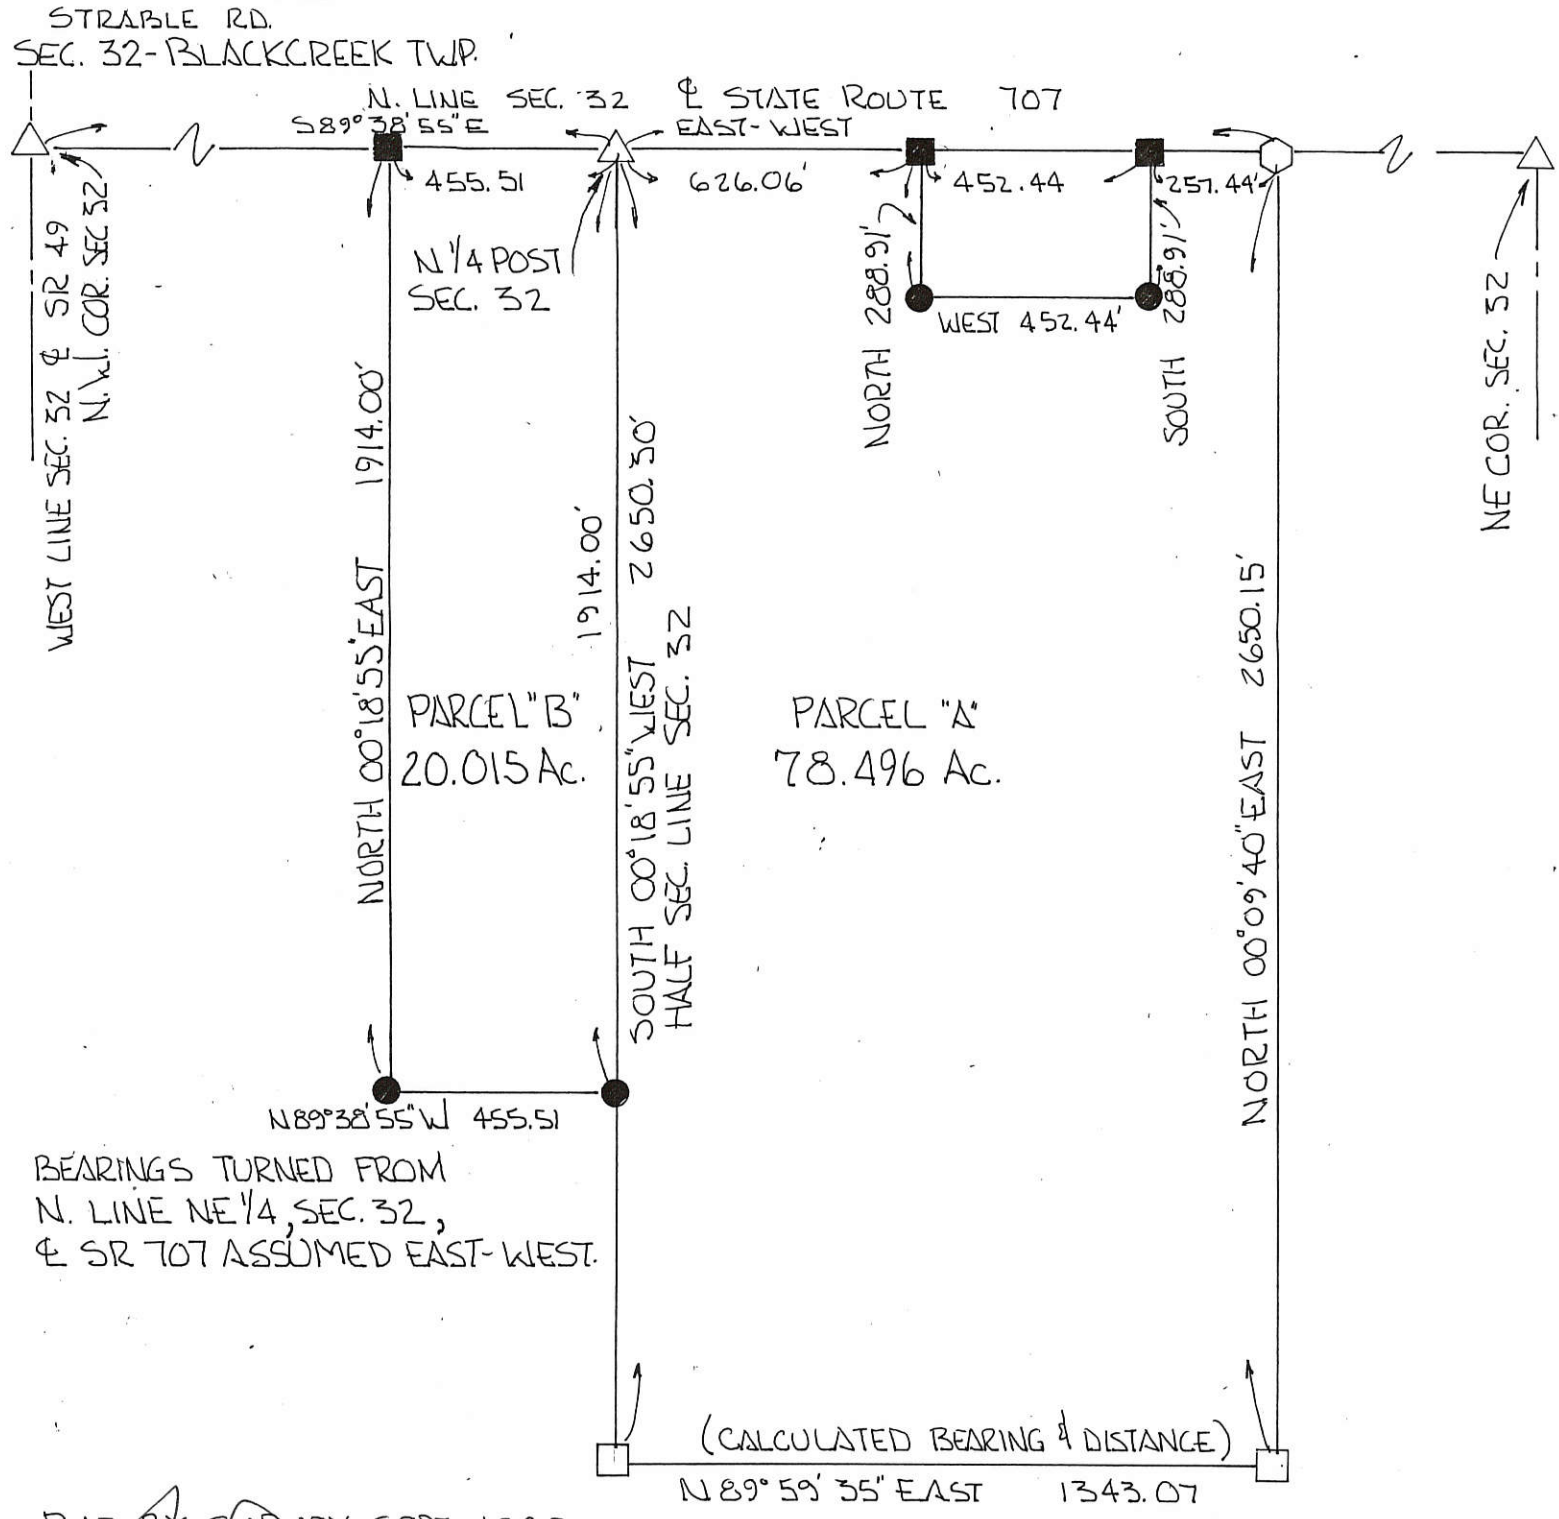 STRABLE RD.
SEC. 32-BLACKCREEK TWP.
N. LINE SEC. 32 ℄ STATE ROUTE 707
S89°38'55"E
EAST-WEST
455.51
626.06'
452.44
257.44'
N 1/4 POST
SEC. 32
NORTH 288.91'
SOUTH 288.91'
WEST 452.44'
WEST LINE SEC. 32 ℄ SR 49
N.W. COR. SEC 32
NE COR. SEC. 32
NORTH 00°18'55"EAST 1914.00'
1914.00'
SOUTH 00°18'55"WEST 2650.30'
HALF SEC. LINE SEC. 32
NORTH 00°09'40"EAST 2650.15'
PARCEL "B"
20.015 Ac.
PARCEL "A"
78.496 Ac.
N89°38'55"W 455.51
BEARINGS TURNED FROM
N. LINE NE 1/4, SEC. 32,
℄ SR 707 ASSUMED EAST-WEST.
(CALCULATED BEARING & DISTANCE)
N 89° 59' 35" EAST 1343.07